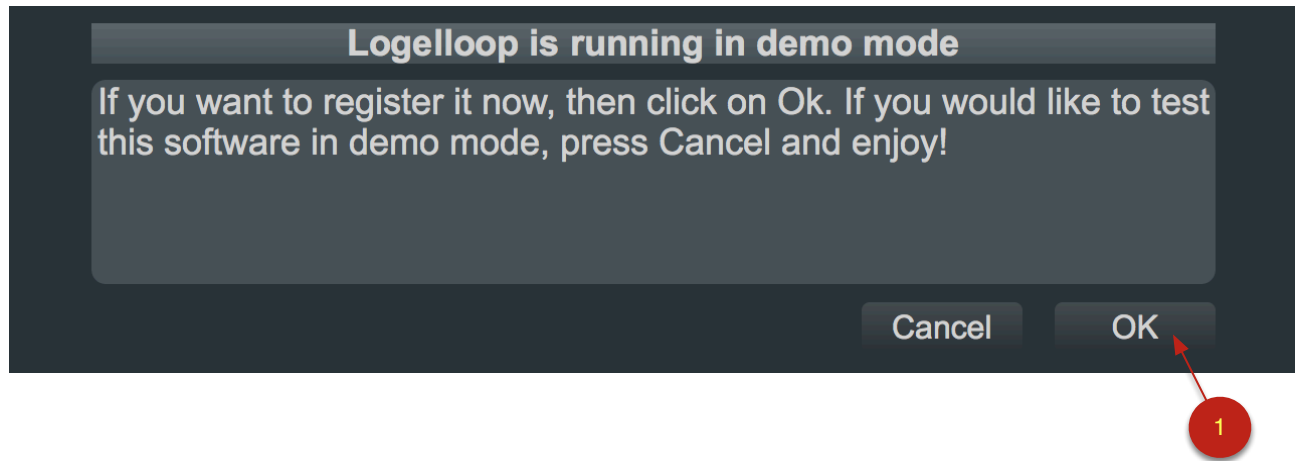 Logelloop is running in demo mode
If you want to register it now, then click on Ok. If you would like to test
this software in demo mode, press Cancel and enjoy!
Cancel OK
1